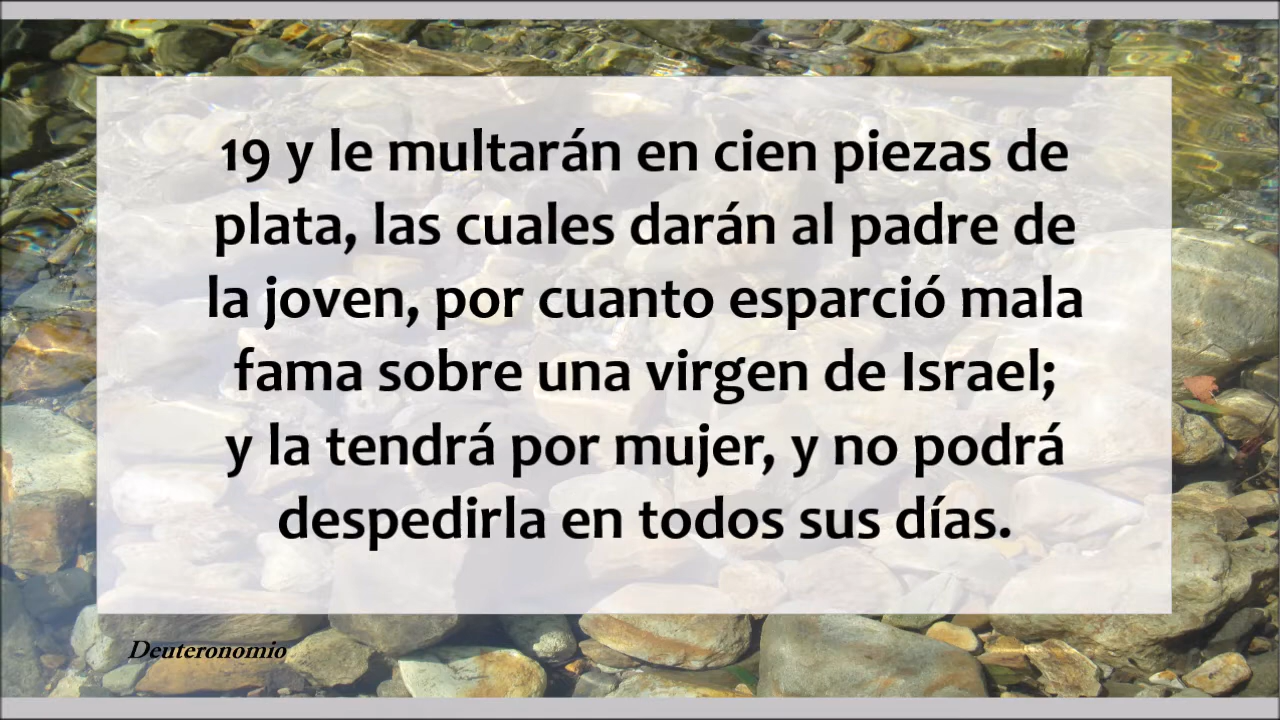 19 y le multarán en cien piezas de
plata, las cuales darán al padre de
la joven, por cuanto esparció mala
fama sobre una virgen de Israel;
y la tendrá por mujer, y no podrá
despedirla en todos sus días.
Deuteronomio